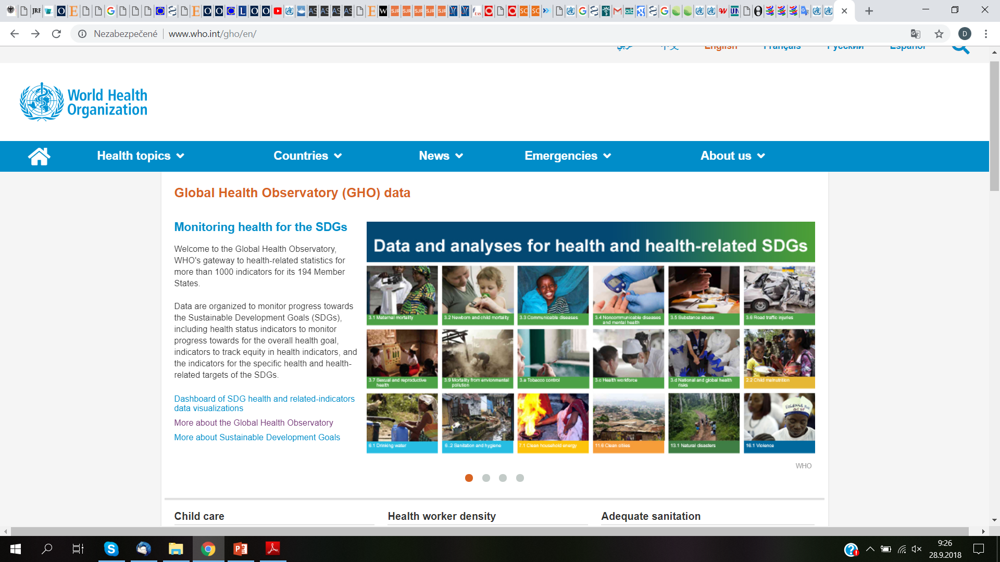 Nezabezpečené
www.who.int/gho/en/
D
عربي
中文
English
Français
Русский
Español
World Health
Organization
Health topics
Countries
News
Emergencies
About us
Global Health Observatory (GHO) data
Monitoring health for the SDGs
Welcome to the Global Health Observatory,
WHO's gateway to health-related statistics for
more than 1000 indicators for its 194 Member
States.
Data are organized to monitor progress towards
the Sustainable Development Goals (SDGs),
including health status indicators to monitor
progress towards for the overall health goal,
indicators to track equity in health indicators, and
the indicators for the specific health and health-
related targets of the SDGs.
Dashboard of SDG health and related-indicators
data visualizations
More about the Global Health Observatory
More about Sustainable Development Goals
Data and analyses for health and health-related SDGs
3.1 Maternal mortality
3.2 Newborn and child mortality
3.3 Communicable diseases
3.4 Noncommunicable diseases
and mental health
3.5 Substance abuse
3.6 Road traffic injuries
3.7 Sexual and reproductive
health
3.9 Mortality from envionmental
pollution
3.a Tobacco control
3.c Health workforce
3.d National and global health
risks
2.2 Child malnutrition
6.1 Drinking water
6..2 Sanitation and hygiene
7.1 Clean household energy
11.6 Clean cities
13.1 Natural disasters
16.1 Violence
WHO
Child care
Health worker density
Adequate sanitation
9:26
28.9.2018